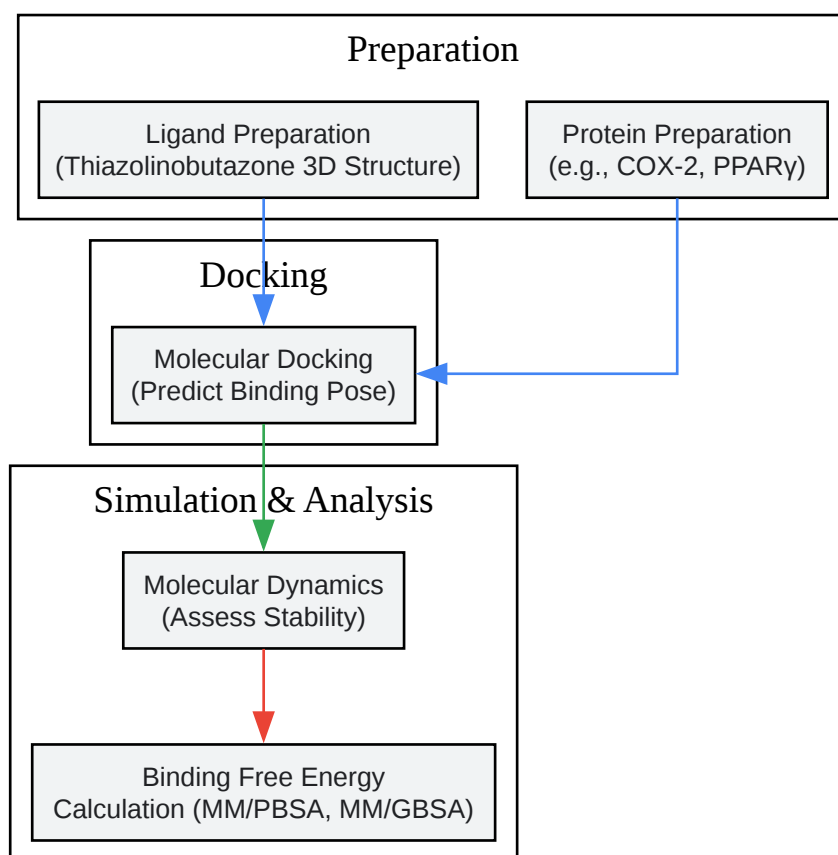 Preparation
Ligand Preparation
(Thiazolinobutazone 3D Structure)
Protein Preparation
(e.g., COX-2, PPARγ)
Docking
Molecular Docking
(Predict Binding Pose)
Simulation & Analysis
Molecular Dynamics
(Assess Stability)
Binding Free Energy
Calculation (MM/PBSA, MM/GBSA)